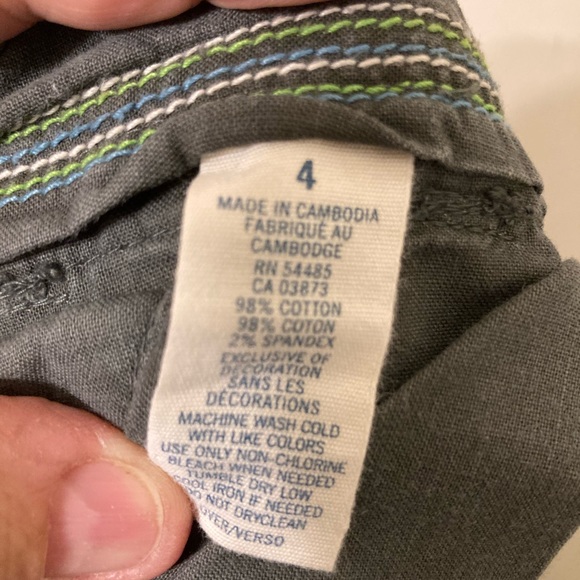 4
MADE IN CAMBODIA
FABRIQUÉ AU
CAMBODGE
RN 54485
CA 03873
98% COTTON
98% COTON
2% SPANDEX
EXCLUSIVE OF
DECORATION
SANS LES
DÉCORATIONS
MACHINE WASH COLD
WITH LIKE COLORS
USE ONLY NON-CHLORINE
BLEACH WHEN NEEDED
TUMBLE DRY LOW
OOL IRON IF NEEDED
DO NOT DRYCLEAN
OVER/VERSO